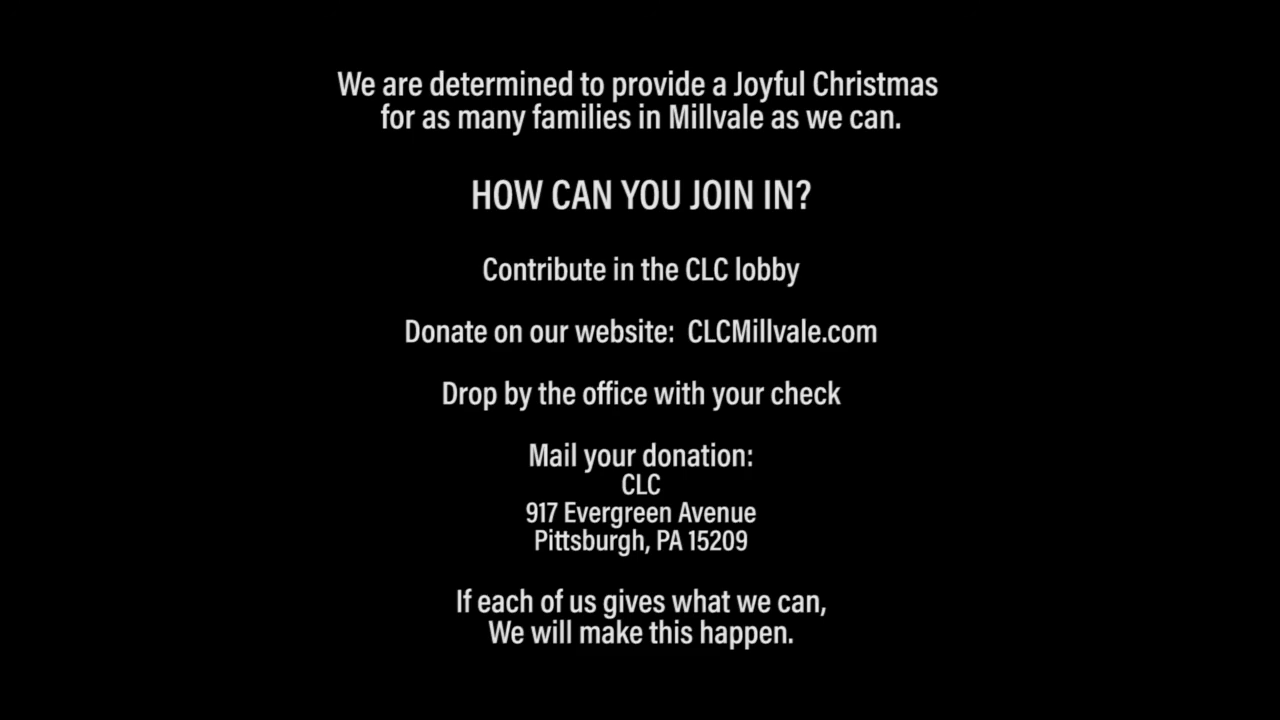 We are determined to provide a Joyful Christmas
for as many families in Millvale as we can.
HOW CAN YOU JOIN IN?
Contribute in the CLC lobby
Donate on our website:  CLCMillvale.com
Drop by the office with your check
Mail your donation:
CLC
917 Evergreen Avenue
Pittsburgh, PA 15209
If each of us gives what we can,
We will make this happen.